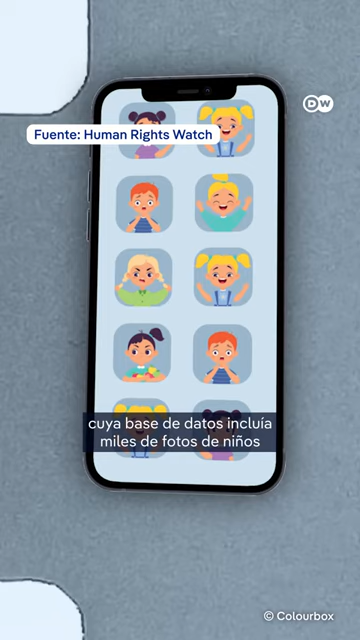 DW
Fuente: Human Rights Watch
cuya base de datos incluía
miles de fotos de niños
© Colourbox